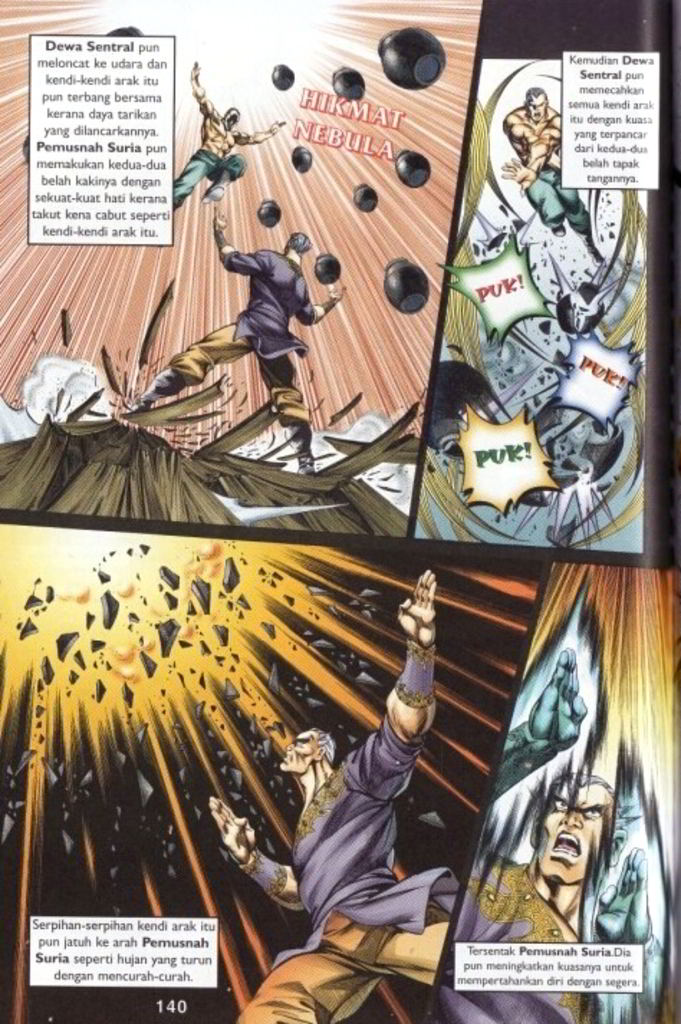 Dewa Sentral pun
meloncat ke udara dan
kendi-kendi arak itu
pun terbang bersama
kerana daya tarikan
yang dilancarkannya.
Pemusnah Suria pun
memakukan kedua-dua
belah kakinya dengan
sekuat-kuat hati kerana
takut kena cabut seperti
kendi-kendi arak itu.
HIKMAT
NEBULA
Kemudian Dewa
Sentral pun
memecahkan
semua kendi arak
itu dengan kuasa
yang terpancar
dari kedua-dua
belah tapak
tangannya.
PUK!
PUK!
PUK!
Serpihan-serpihan kendi arak itu
pun jatuh ke arah Pemusnah
Suria seperti hujan yang turun
dengan mencurah-curah.
Tersentak Pemusnah Suria.Dia
pun meningkatkan kuasanya untuk
mempertahankan diri dengan segera.
140